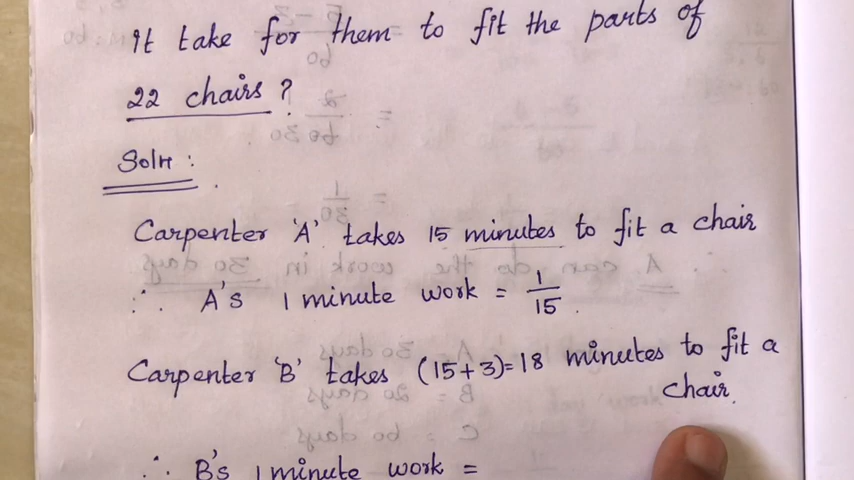 It take for them to fit the parts of
22 chairs ?
Soln :
Carpenter 'A' takes 15 minutes to fit a chair
∴ A's 1 minute work = 1/15.
Carpenter 'B' takes (15+3)=18 minutes to fit a
chair.
∴ B's 1 minute work =